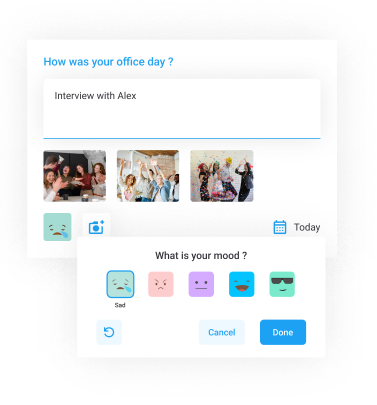 How was your office day ?
Interview with Alex
Today
What is your mood ?
Sad
Cancel
Done